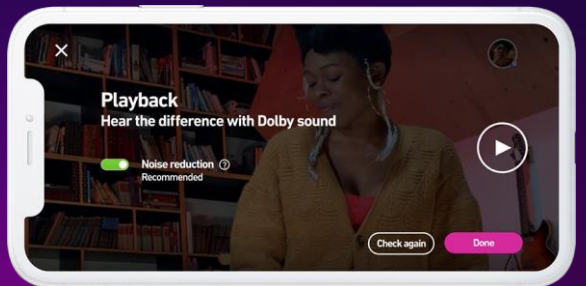 Playback
Hear the difference with Dolby sound
Noise reduction ?
Recommended
Check again
Done